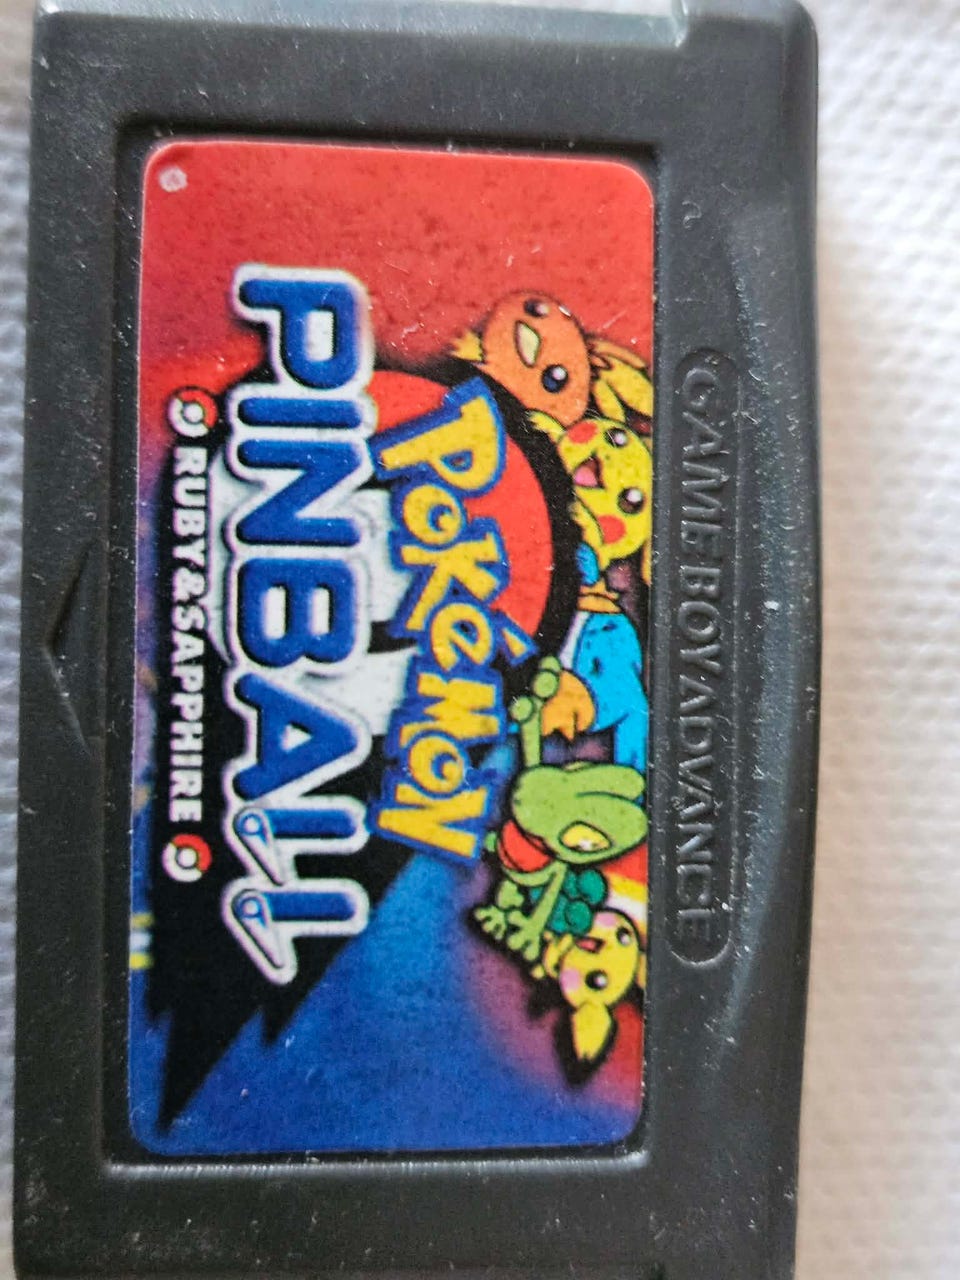 GAME BOY ADVANCE
POKéMON
PINBALL
RUBY & SAPPHIRE